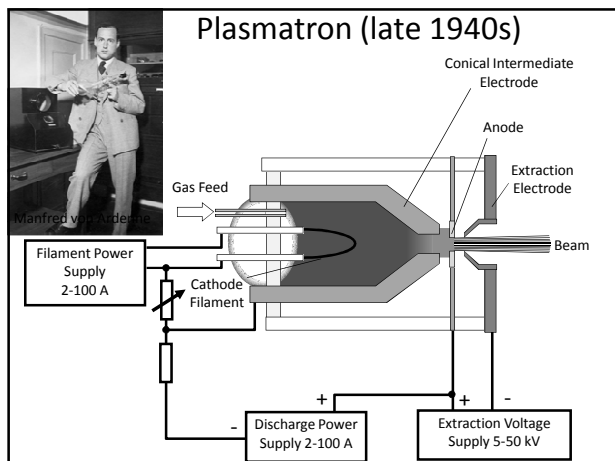 Plasmatron (late 1940s)
Conical Intermediate
Electrode
Anode
Extraction
Electrode
Gas Feed
Manfred von Ardenne
Beam
Filament Power
Supply
2-100 A
Cathode
Filament
+
-
+
-
Discharge Power
Supply 2-100 A
Extraction Voltage
Supply 5-50 kV